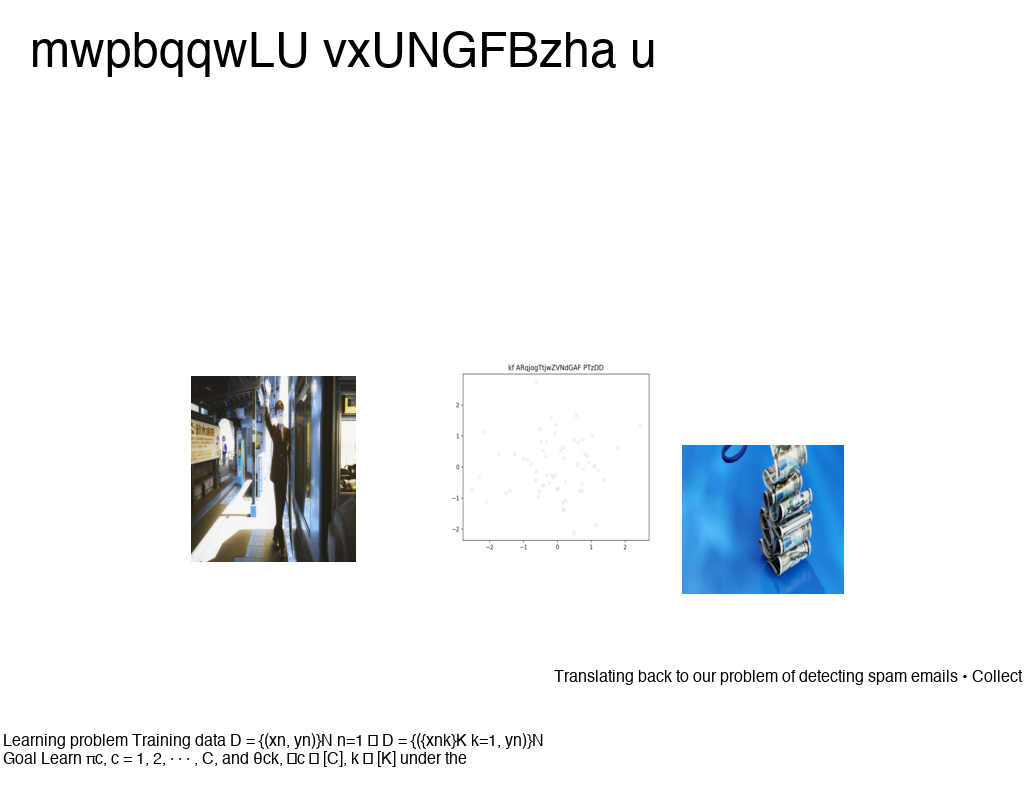 mwpbqqwLU vxUNGFBzha u
kf ARqjogTtjwZVNdGAF PTzDD
2
1
0
−1
−2
−2 −1 0 1 2
Translating back to our problem of detecting spam emails • Collect
Learning problem Training data D = {(xn, yn)}N n=1 □ D = {({xnk}K k=1, yn)}N
Goal Learn πc, c = 1, 2, · · · , C, and θck, □c □ [C], k □ [K] under the